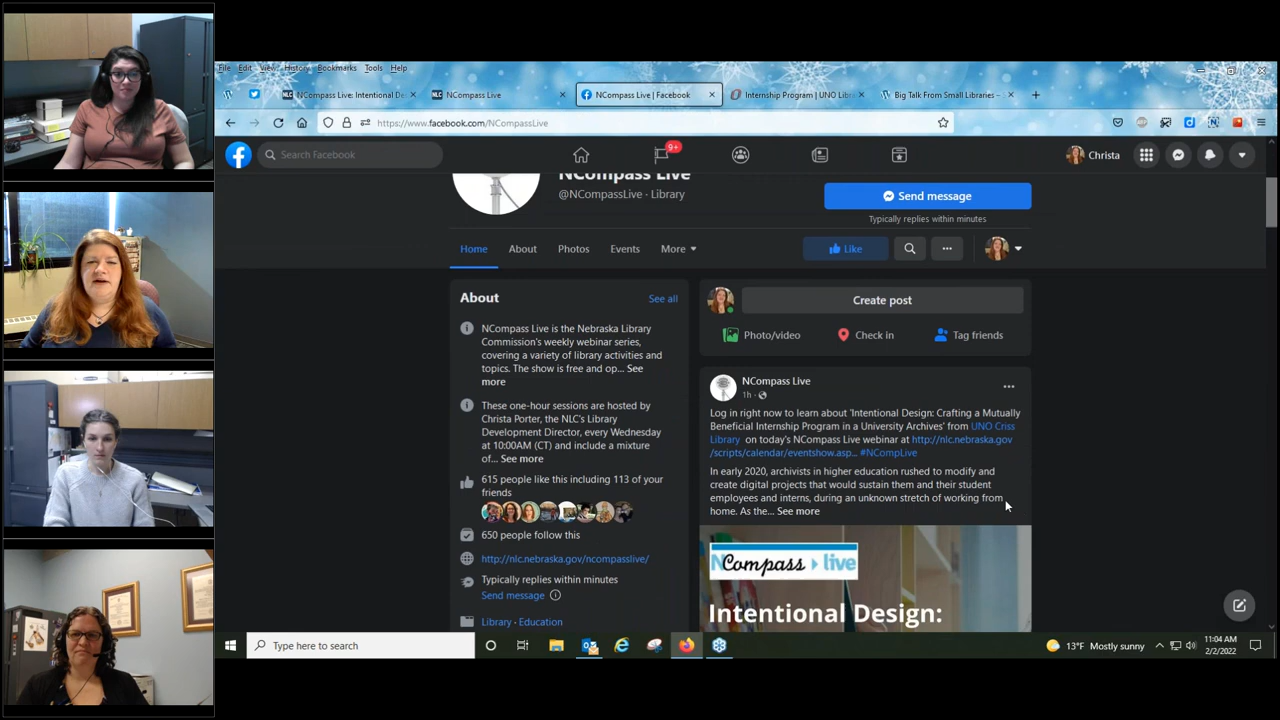 File Edit View History Bookmarks Tools Help
NCompass Live: Intentional De
NCompass Live
NCompass Live | Facebook
Internship Program | UNO Libr
Big Talk From Small Libraries –
https://www.facebook.com/NCompassLive
Search Facebook
9+
Christa
NCompass Live
@NCompassLive · Library
Send message
Typically replies within minutes
Home About Photos Events More
Like
About
See all
NCompass Live is the Nebraska Library
Commission's weekly webinar series,
covering a variety of library activities and
topics. The show is free and op... See
more
These one-hour sessions are hosted by
Christa Porter, the NLC's Library
Development Director, every Wednesday
at 10:00AM (CT) and include a mixture
of... See more
615 people like this including 113 of your
friends
650 people follow this
http://nlc.nebraska.gov/ncompasslive/
Typically replies within minutes
Send message
Library · Education
Create post
Photo/video Check in Tag friends
NCompass Live
1h
Log in right now to learn about 'Intentional Design: Crafting a Mutually
Beneficial Internship Program in a University Archives' from UNO Criss
Library on today's NCompass Live webinar at http://nlc.nebraska.gov
/scripts/calendar/eventshow.asp... #NCompLive
In early 2020, archivists in higher education rushed to modify and
create digital projects that would sustain them and their student
employees and interns, during an unknown stretch of working from
home. As the... See more
NCompass live
Intentional Design:
Type here to search
13°F Mostly sunny
11:04 AM
2/2/2022